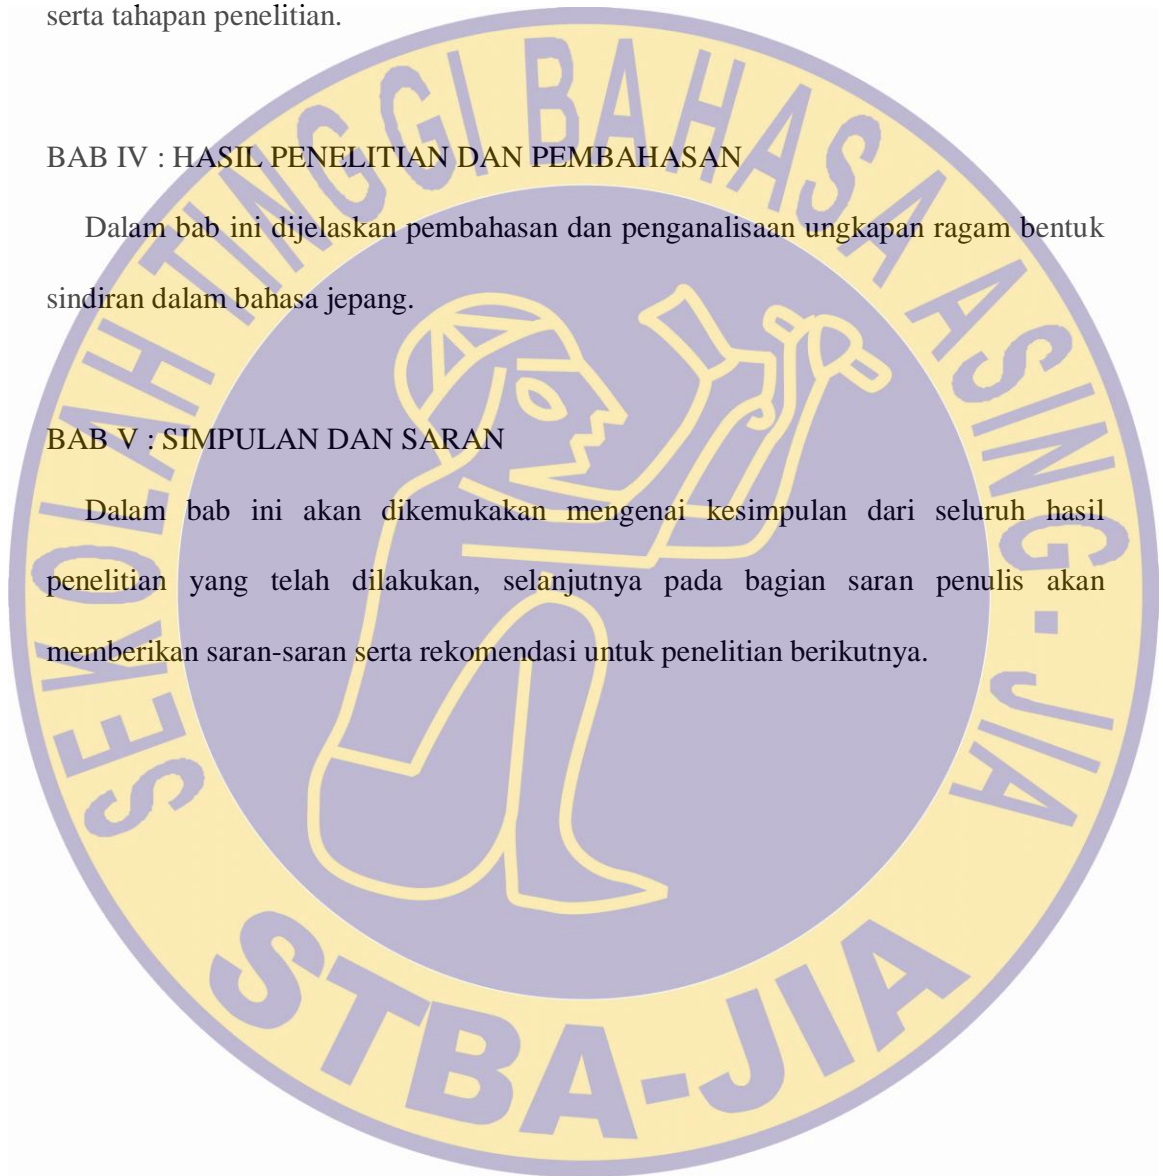 serta tahapan penelitian.
BAB IV : HASIL PENELITIAN DAN PEMBAHASAN
Dalam bab ini dijelaskan pembahasan dan penganalisaan ungkapan ragam bentuk
sindiran dalam bahasa jepang.
BAB V : SIMPULAN DAN SARAN
Dalam bab ini akan dikemukakan mengenai kesimpulan dari seluruh hasil
penelitian yang telah dilakukan, selanjutnya pada bagian saran penulis akan
memberikan saran-saran serta rekomendasi untuk penelitian berikutnya.
SEKOLAH TINGGI BAHASA ASING - JIA
STBA-JIA